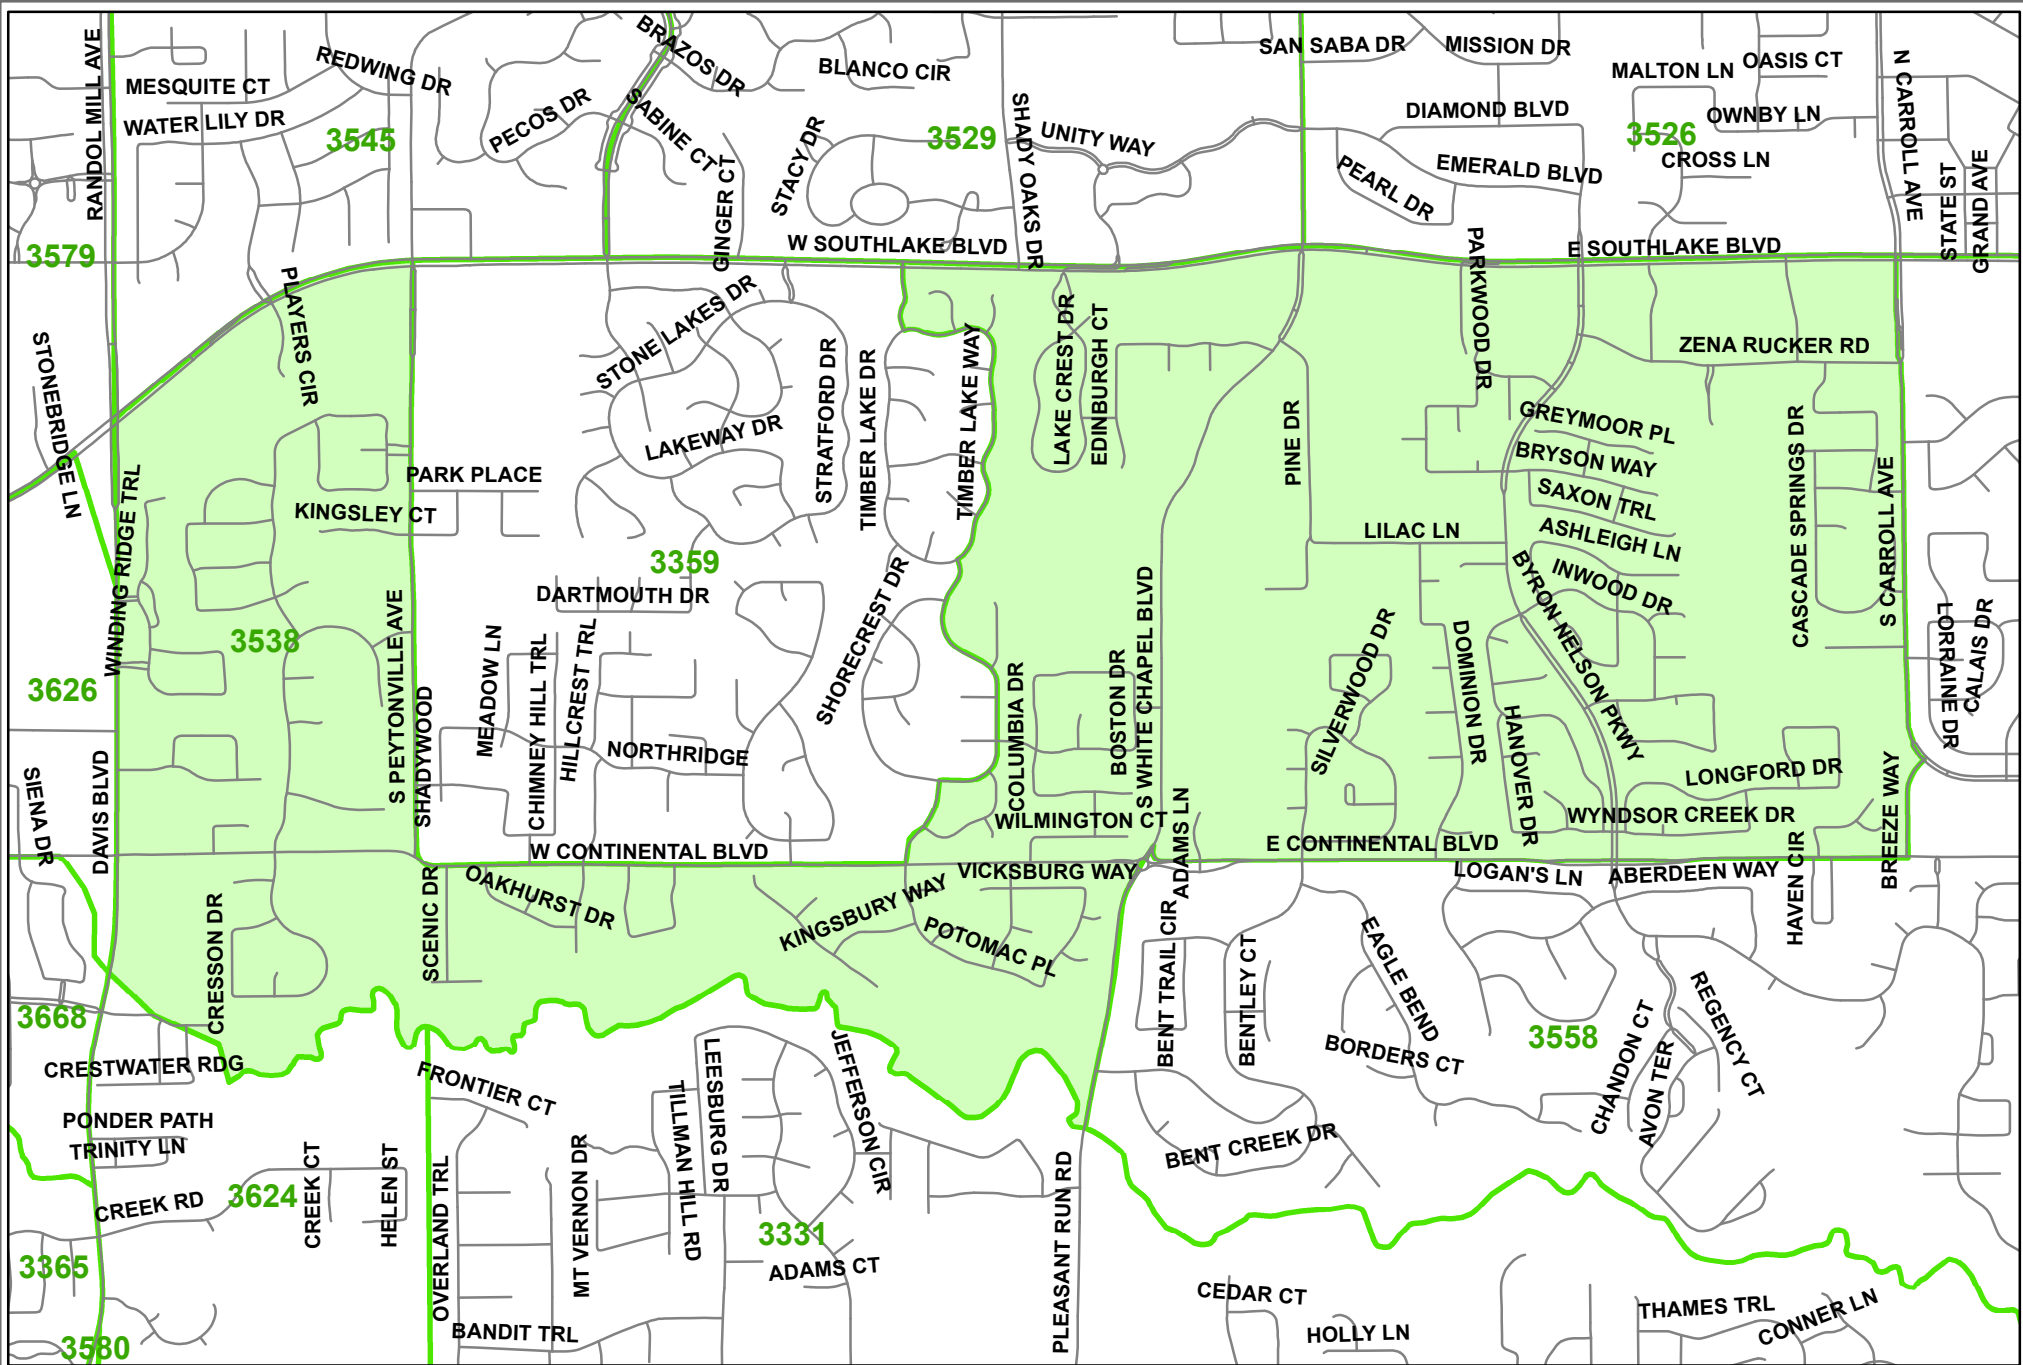 RANDOL MILL AVE
MESQUITE CT
REDWING DR
WATER LILY DR
3545
PECOS DR
BRAZOS DR
SABINE CT
GINGER CT
STACY DR
BLANCO CIR
3529
SHADY OAKS DR
UNITY WAY
SAN SABA DR
MISSION DR
MALTON LN
OASIS CT
DIAMOND BLVD
OWNBY LN
3526
CROSS LN
EMERALD BLVD
PEARL DR
N CARROLL AVE
STATE ST
GRAND AVE
3579
W SOUTHLAKE BLVD
E SOUTHLAKE BLVD
PLAYERS CIR
STONEBRIDGE LN
STONE LAKES DR
STRATFORD DR
TIMBER LAKE DR
TIMBER LAKE WAY
LAKE CREST DR
EDINBURGH CT
PARKWOOD DR
ZENA RUCKER RD
LAKEWAY DR
PINE DR
GREYMOOR PL
BRYSON WAY
SAXON TRL
ASHLEIGH LN
INWOOD DR
CASCADE SPRINGS DR
S CARROLL AVE
PARK PLACE
KINGSLEY CT
WINDING RIDGE TRL
3359
LILAC LN
DARTMOUTH DR
SHORECREST DR
S WHITE CHAPEL BLVD
BYRON NELSON PKWY
3538
S PEYTONVILLE AVE
SHADYWOOD
MEADOW LN
CHIMNEY HILL TRL
HILLCREST TRL
NORTHRIDGE
COLUMBIA DR
BOSTON DR
SILVERWOOD DR
DOMINION DR
HANOVER DR
LORRAINE DR
CALAIS DR
3626
SIENA DR
DAVIS BLVD
LONGFORD DR
WYNDSOR CREEK DR
BREEZE WAY
WILMINGTON CT
ADAMS LN
W CONTINENTAL BLVD
E CONTINENTAL BLVD
VICKSBURG WAY
LOGAN'S LN
ABERDEEN WAY
HAVEN CIR
CRESSON DR
SCENIC DR
OAKHURST DR
KINGSBURY WAY
POTOMAC PL
BENT TRAIL CIR
BENTLEY CT
EAGLE BEND
BORDERS CT
3558
CHANDON CT
AVON TER
REGENCY CT
3668
CRESTWATER RDG
FRONTIER CT
LEESBURG DR
TILLMAN HILL RD
JEFFERSON CIR
PONDER PATH
TRINITY LN
BENT CREEK DR
CREEK RD
3624
CREEK CT
HELEN ST
OVERLAND TRL
MT VERNON DR
3331
ADAMS CT
PLEASANT RUN RD
3365
CEDAR CT
HOLLY LN
THAMES TRL
CONNER LN
BANDIT TRL
3580